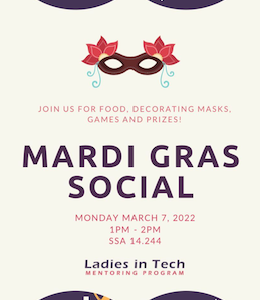 JOIN US FOR FOOD, DECORATING MASKS,
GAMES AND PRIZES!
MARDI GRAS
SOCIAL
MONDAY MARCH 7, 2022
1PM - 2PM
SSA 14.244
Ladies in Tech
MENTORING PROGRAM